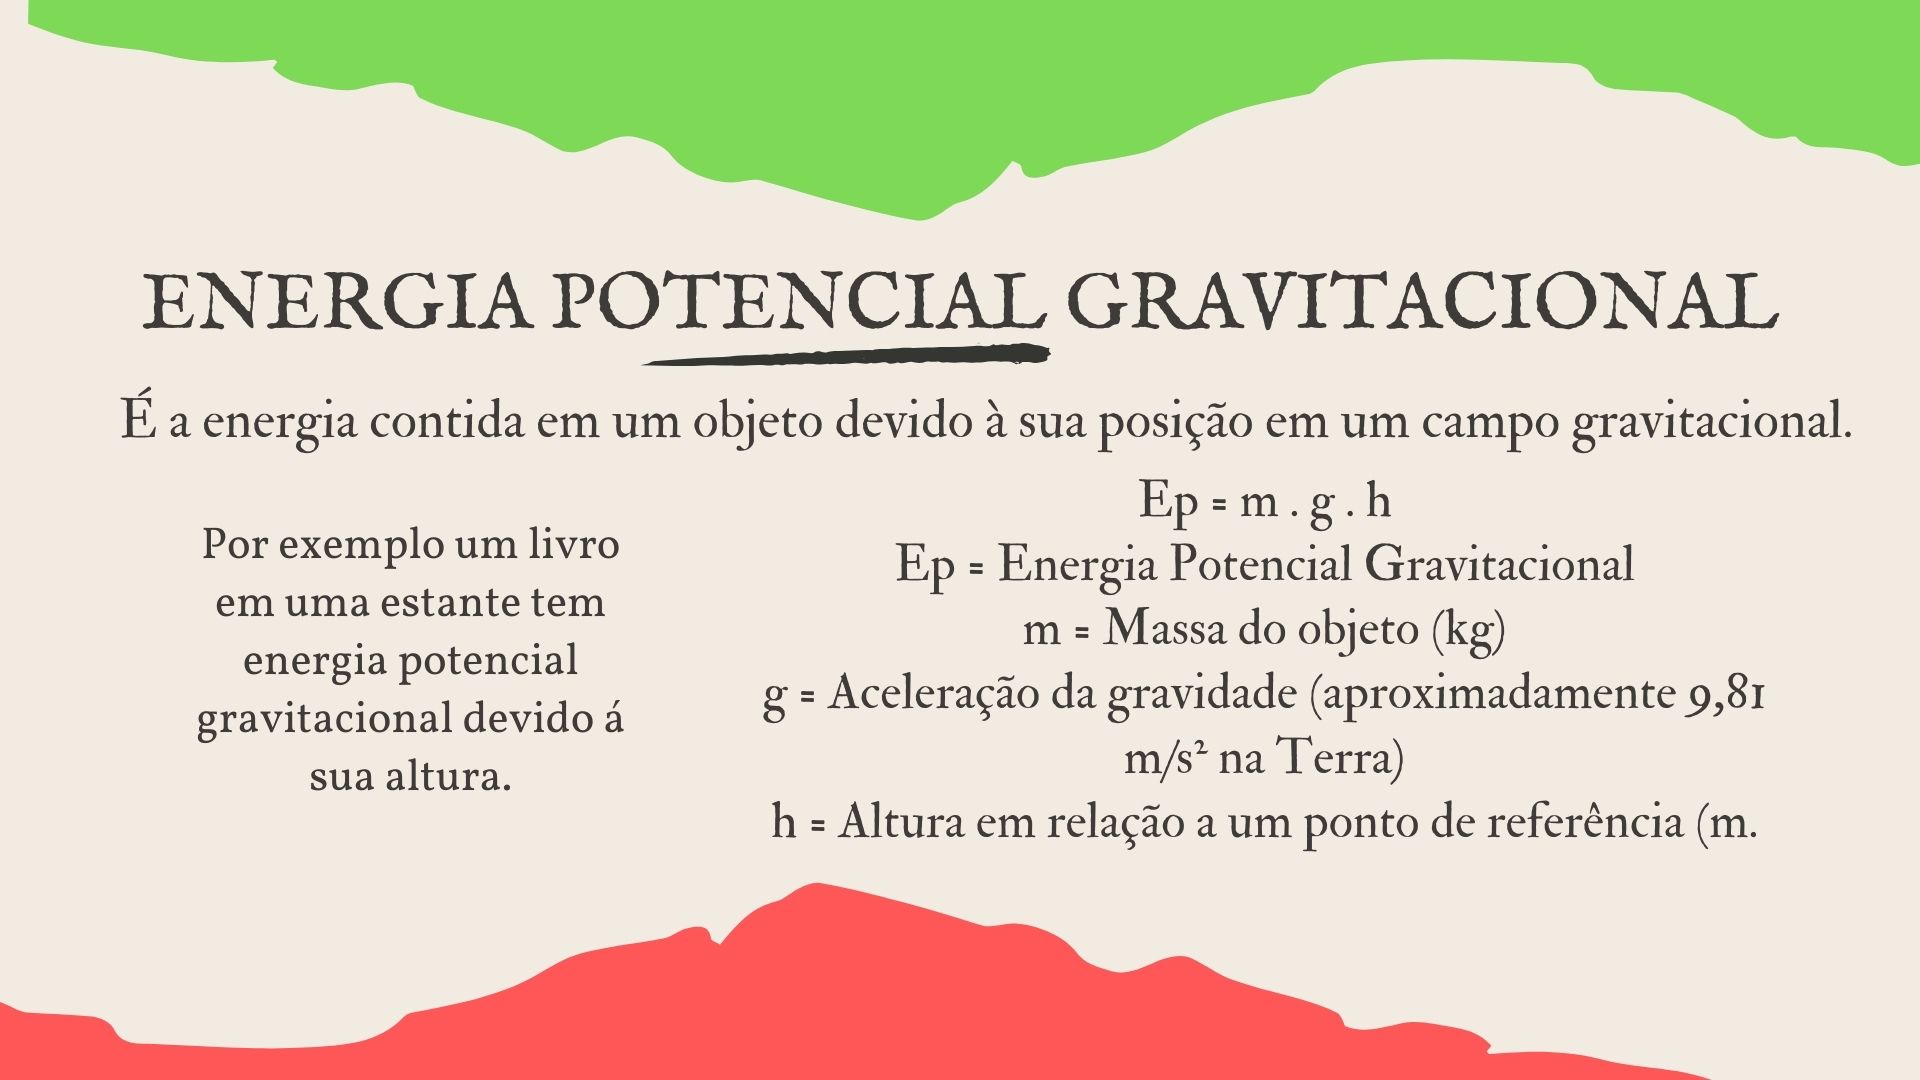 ENERGIA POTENCIAL GRAVITACIONAL
É a energia contida em um objeto devido à sua posição em um campo gravitacional.
Por exemplo um livro
em uma estante tem
energia potencial
gravitacional devido á
sua altura.
Ep = m . g . h
Ep = Energia Potencial Gravitacional
m = Massa do objeto (kg)
g = Aceleração da gravidade (aproximadamente 9,81
m/s² na Terra)
h = Altura em relação a um ponto de referência (m.